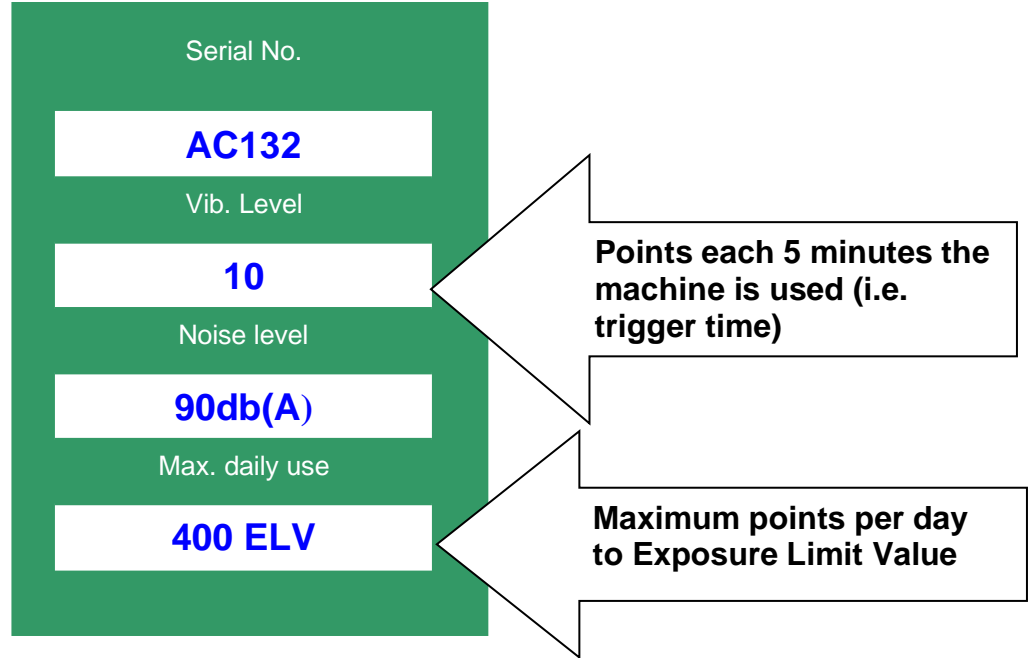 Serial No.
AC132
Vib. Level
10
Noise level
90db(A)
Max. daily use
400 ELV
Points each 5 minutes the
machine is used (i.e.
trigger time)
Maximum points per day
to Exposure Limit Value